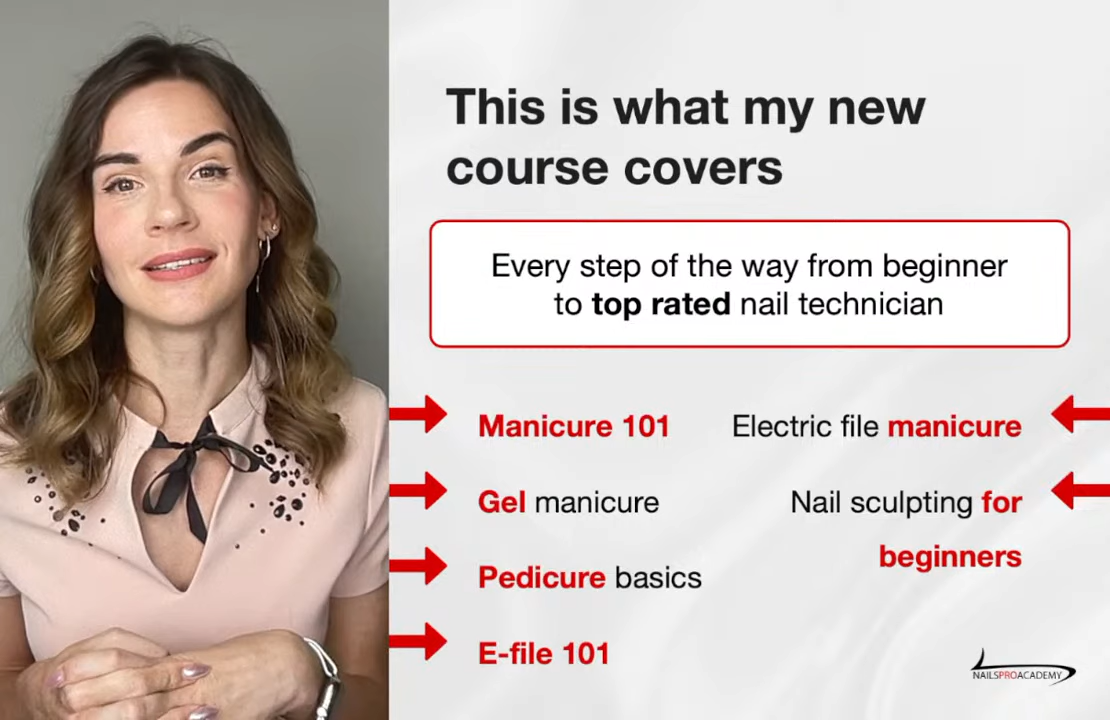 This is what my new
course covers
Every step of the way from beginner
to top rated nail technician
Manicure 101
Gel manicure
Pedicure basics
E-file 101
Electric file manicure
Nail sculpting for
beginners
NAILSPROACADEMY